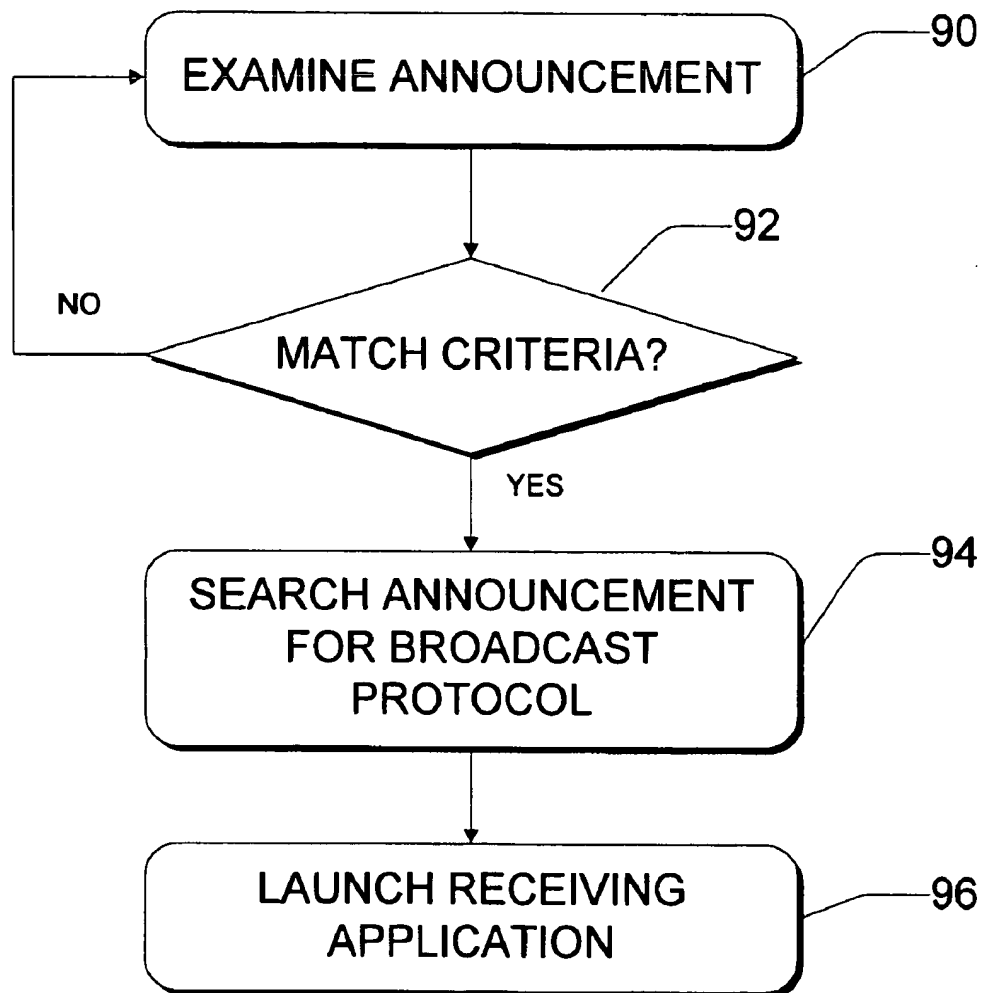 EXAMINE ANNOUNCEMENT
90
92
NO
MATCH CRITERIA?
YES
94
SEARCH ANNOUNCEMENT
FOR BROADCAST
PROTOCOL
LAUNCH RECEIVING
APPLICATION
96